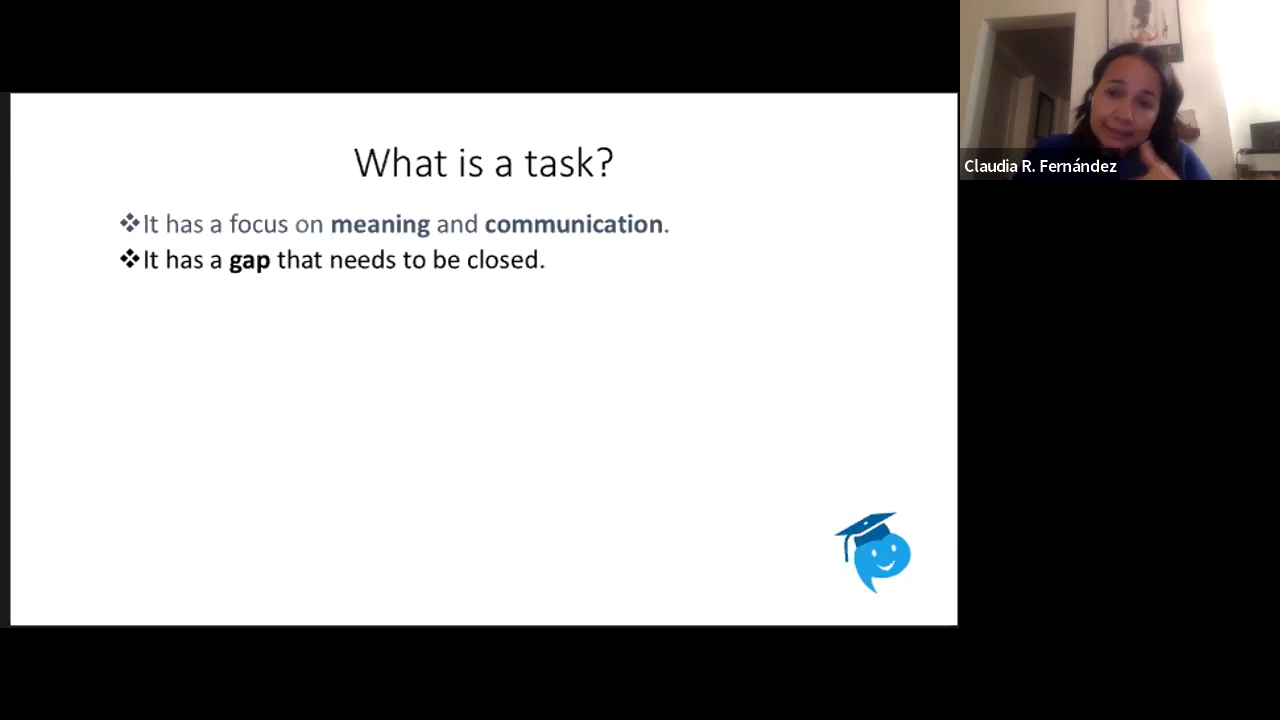 What is a task?
❖It has a focus on meaning and communication.
❖It has a gap that needs to be closed.
Claudia R. Fernández